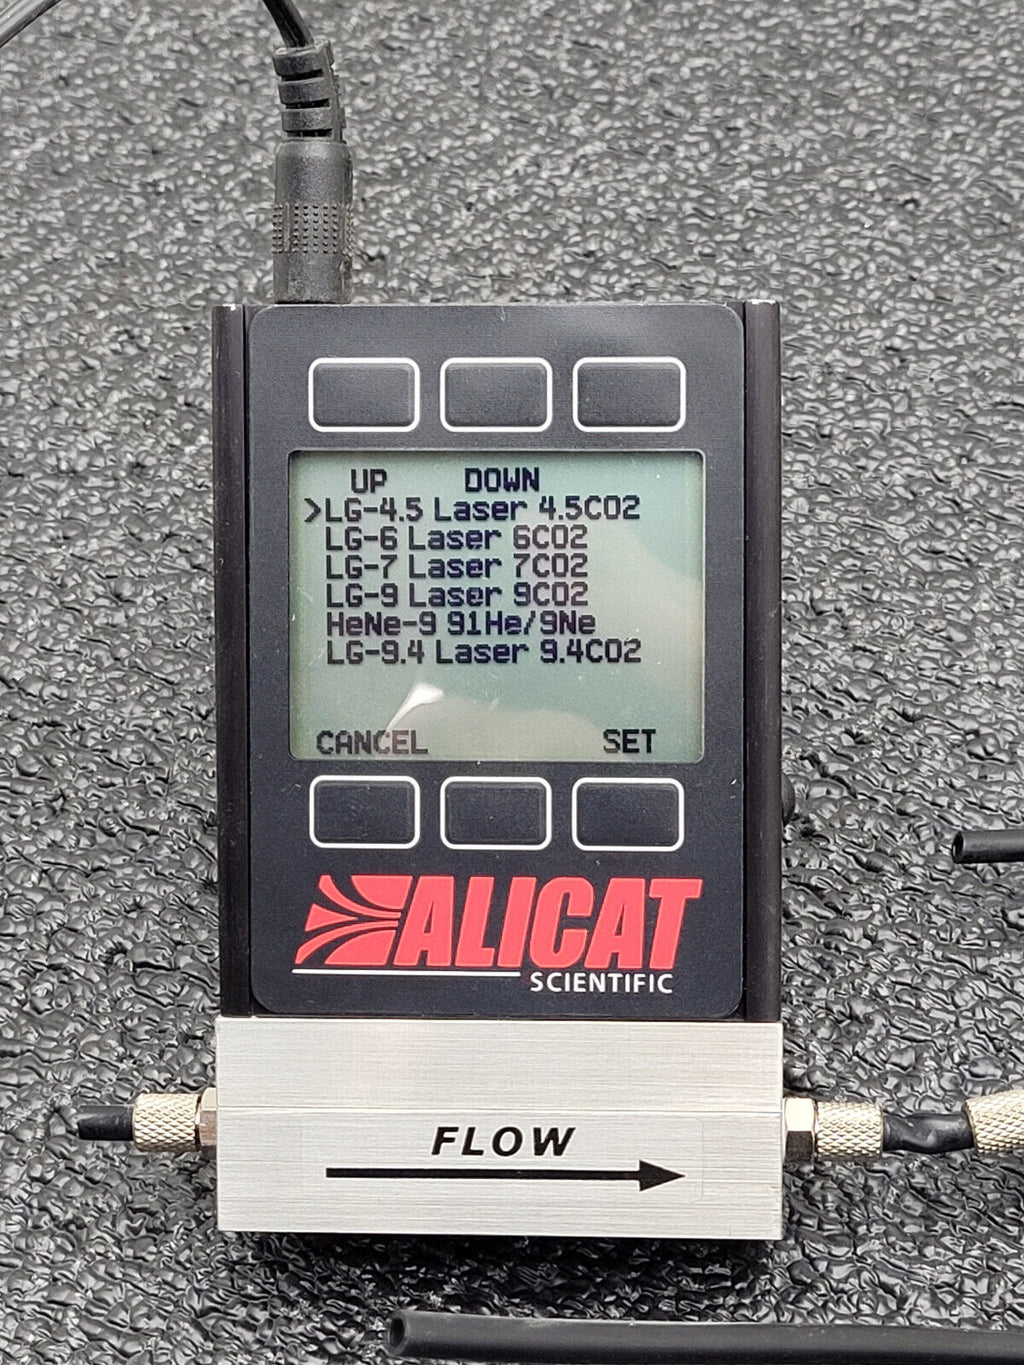 UP DOWN
>LG-4.5 Laser 4.5CO2
LG-6 Laser 6CO2
LG-7 Laser 7CO2
LG-9 Laser 9CO2
HeNe-9 91He/9Ne
LG-9.4 Laser 9.4CO2
CANCEL SET
ALICAT
SCIENTIFIC
FLOW